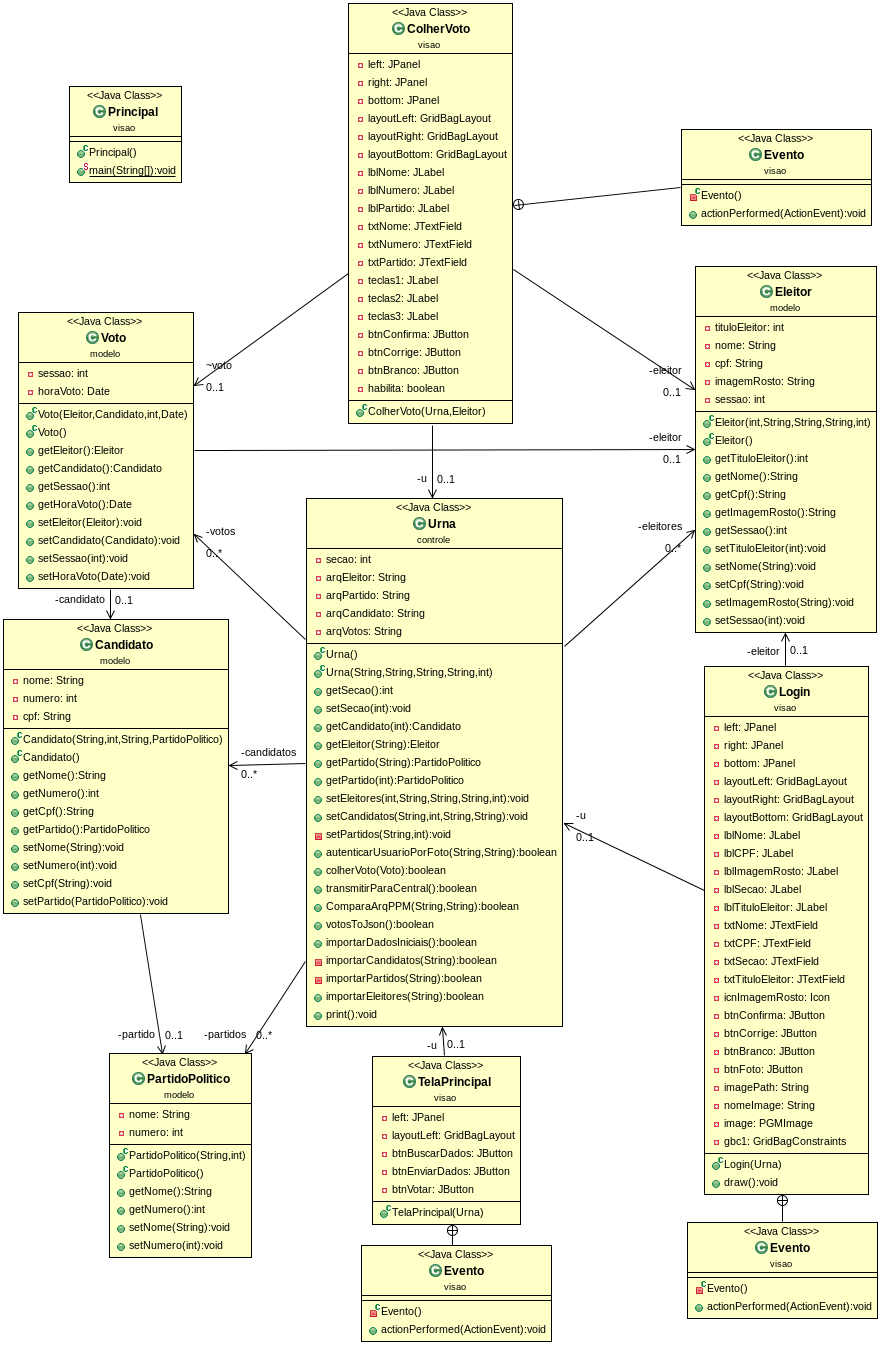 <<Java Class>>
ColherVoto
visao
left: JPanel
right: JPanel
bottom: JPanel
layoutLeft: GridBagLayout
layoutRight: GridBagLayout
layoutBottom: GridBagLayout
lblNome: JLabel
lblNumero: JLabel
lblPartido: JLabel
txtNome: JTextField
txtNumero: JTextField
txtPartido: JTextField
teclas1: JLabel
teclas2: JLabel
teclas3: JLabel
btnConfirma: JButton
btnCorrige: JButton
btnBranco: JButton
habilita: boolean
ColherVoto(Urna,Eleitor)
<<Java Class>>
Principal
visao
Principal()
main(String[]):void
<<Java Class>>
Evento
visao
Evento()
actionPerformed(ActionEvent):void
<<Java Class>>
Eleitor
modelo
tituloEleitor: int
nome: String
cpf: String
imagemRosto: String
sessao: int
Eleitor(int,String,String,String,int)
Eleitor()
getTituloEleitor():int
getNome():String
getCpf():String
getImagemRosto():String
getSessao():int
setTituloEleitor(int):void
setNome(String):void
setCpf(String):void
setImagemRosto(String):void
setSessao(int):void
<<Java Class>>
Voto
modelo
sessao: int
horaVoto: Date
Voto(Eleitor,Candidato,int,Date)
Voto()
getEleitor():Eleitor
getCandidato():Candidato
getSessao():int
getHoraVoto():Date
setEleitor(Eleitor):void
setCandidato(Candidato):void
setSessao(int):void
setHoraVoto(Date):void
~voto
0..1
-eleitor
0..1
-eleitor
0..1
-u
0..1
-votos
0..*
-eleitores
0..*
-candidato
0..1
<<Java Class>>
Urna
controle
secao: int
arqEleitor: String
arqPartido: String
arqCandidato: String
arqVotos: String
Urna()
Urna(String,String,String,String,int)
getSecao():int
setSecao(int):void
getCandidato(int):Candidato
getEleitor(String):Eleitor
getPartido(String):PartidoPolitico
getPartido(int):PartidoPolitico
setEleitores(int,String,String,String,int):void
setCandidatos(String,int,String,String):void
setPartidos(String,int):void
autenticarUsuarioPorFoto(String,String):boolean
colherVoto(Voto):boolean
transmitirParaCentral():boolean
ComparaArqPPM(String,String):boolean
votosToJson():boolean
importarDadosIniciais():boolean
importarCandidatos(String):boolean
importarPartidos(String):boolean
importarEleitores(String):boolean
print():void
<<Java Class>>
Candidato
modelo
nome: String
numero: int
cpf: String
Candidato(String,int,String,PartidoPolitico)
Candidato()
getNome():String
getNumero():int
getCpf():String
getPartido():PartidoPolitico
setNome(String):void
setNumero(int):void
setCpf(String):void
setPartido(PartidoPolitico):void
-candidatos
0..*
-eleitor
0..1
<<Java Class>>
Login
visao
left: JPanel
right: JPanel
bottom: JPanel
layoutLeft: GridBagLayout
layoutRight: GridBagLayout
layoutBottom: GridBagLayout
lblNome: JLabel
lblCPF: JLabel
lblImagemRosto: JLabel
lblSecao: JLabel
lblTituloEleitor: JLabel
txtNome: JTextField
txtCPF: JTextField
txtSecao: JTextField
txtTituloEleitor: JTextField
icnImagemRosto: Icon
btnConfirma: JButton
btnCorrige: JButton
btnBranco: JButton
btnFoto: JButton
imagePath: String
nomeImage: String
image: PGMImage
gbc1: GridBagConstraints
Login(Urna)
draw():void
-u
0..1
-partido
0..1
-partidos
0..*
-u
0..1
<<Java Class>>
PartidoPolitico
modelo
nome: String
numero: int
PartidoPolitico(String,int)
PartidoPolitico()
getNome():String
getNumero():int
setNome(String):void
setNumero(int):void
<<Java Class>>
TelaPrincipal
visao
left: JPanel
layoutLeft: GridBagLayout
btnBuscarDados: JButton
btnEnviarDados: JButton
btnVotar: JButton
TelaPrincipal(Urna)
<<Java Class>>
Evento
visao
Evento()
actionPerformed(ActionEvent):void
<<Java Class>>
Evento
visao
Evento()
actionPerformed(ActionEvent):void